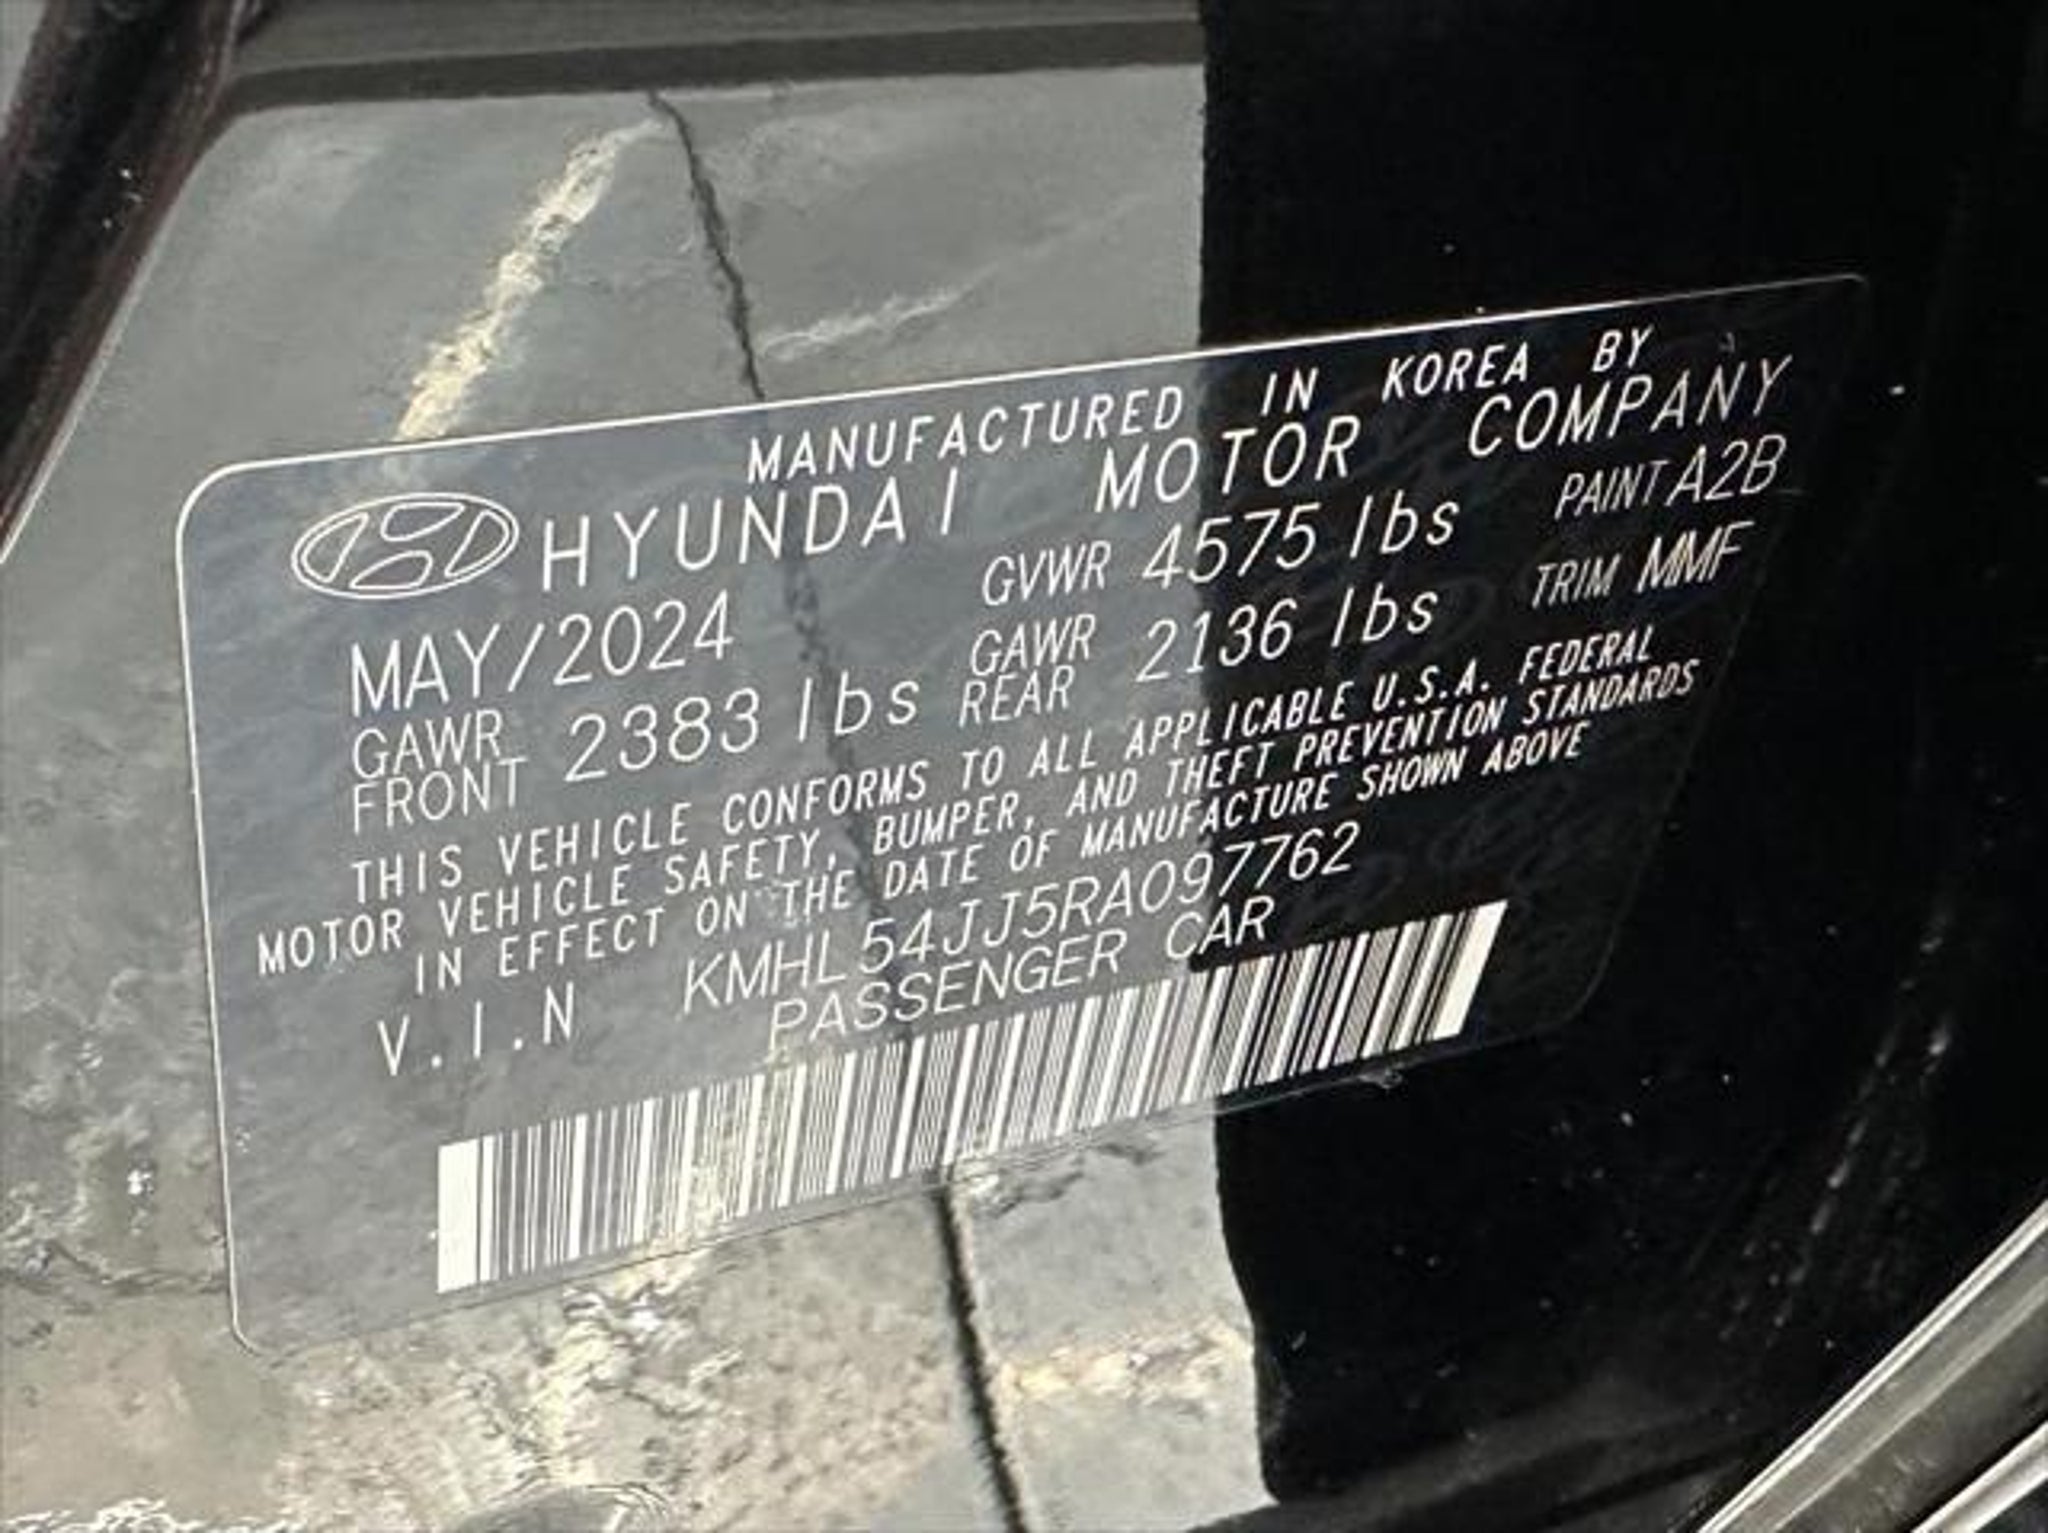 MANUFACTURED IN KOREA BY
HYUNDAI MOTOR COMPANY
MAY/2024 GVWR 4575 lbs PAINT A2B
GAWR FRONT 2383 lbs GAWR REAR 2136 lbs TRIM MMF
THIS VEHICLE CONFORMS TO ALL APPLICABLE U.S.A. FEDERAL
MOTOR VEHICLE SAFETY, BUMPER, AND THEFT PREVENTION STANDARDS
IN EFFECT ON THE DATE OF MANUFACTURE SHOWN ABOVE
V.I.N KMHL54JJ5RA097762
PASSENGER CAR